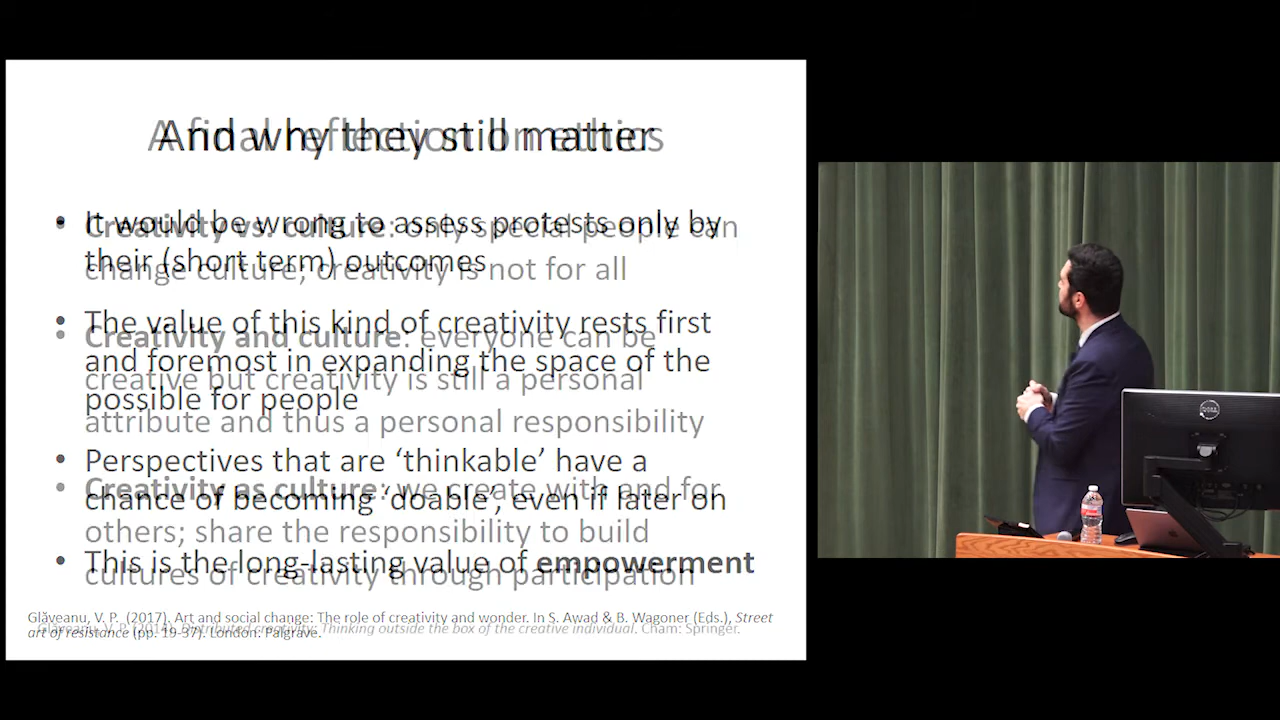 And why they still matter
• It would be wrong to assess protests only by
their (short term) outcomes
• The value of this kind of creativity rests first
and foremost in expanding the space of the
possible for people
• Perspectives that are ‘thinkable’ have a
chance of becoming ‘doable’, even if later on
• This is the long-lasting value of empowerment
Glăveanu, V. P. (2017). Art and social change: The role of creativity and wonder. In S. Awad & B. Wagoner (Eds.), Street
art of resistance (pp. 19-37). London: Palgrave.
A final reflection on ethics
• Creativity vs. culture: only special people can
change culture; creativity is not for all
• Creativity and culture: everyone can be
creative but creativity is still a personal
attribute and thus a personal responsibility
• Creativity as culture: we create with and for
others; share the responsibility to build
cultures of creativity through participation
Glăveanu, V. P. (2014). Distributed creativity: Thinking outside the box of the creative individual. Cham: Springer.